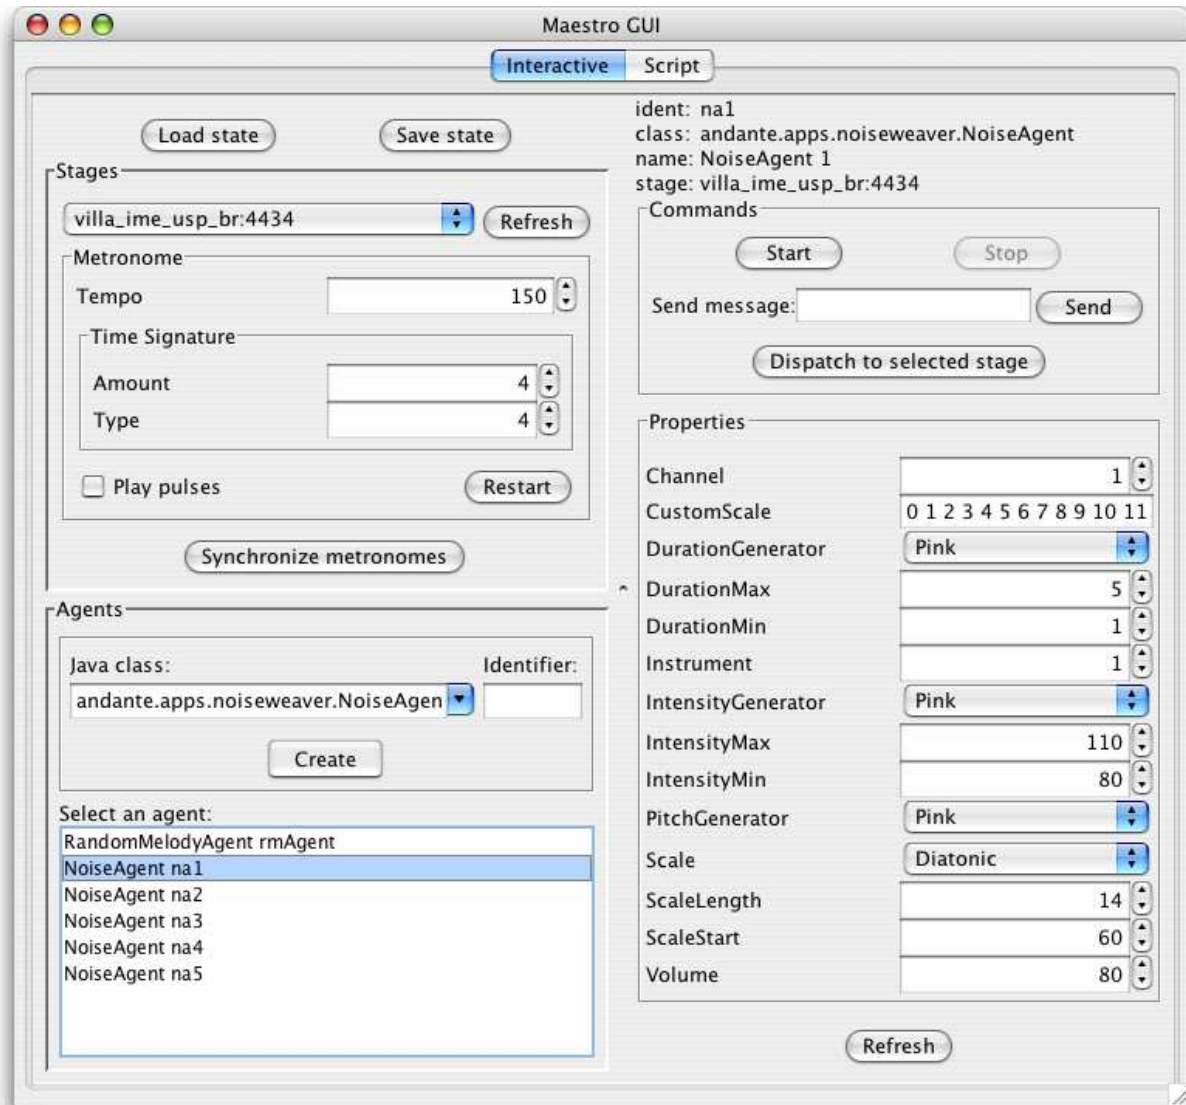 Maestro GUI
Interactive Script
Load state Save state
Stages
villa_ime_usp_br:4434 Refresh
Metronome
Tempo 150
Time Signature
Amount 4
Type 4
Play pulses Restart
Synchronize metronomes
Agents
Java class: Identifier:
andante.apps.noiseweaver.NoiseAgen
Create
Select an agent:
RandomMelodyAgent rmAgent
NoiseAgent na1
NoiseAgent na2
NoiseAgent na3
NoiseAgent na4
NoiseAgent na5
ident: na1
class: andante.apps.noiseweaver.NoiseAgent
name: NoiseAgent 1
stage: villa_ime_usp_br:4434
Commands
Start Stop
Send message: Send
Dispatch to selected stage
Properties
Channel 1
CustomScale 0 1 2 3 4 5 6 7 8 9 10 11
DurationGenerator Pink
DurationMax 5
DurationMin 1
Instrument 1
IntensityGenerator Pink
IntensityMax 110
IntensityMin 80
PitchGenerator Pink
Scale Diatonic
ScaleLength 14
ScaleStart 60
Volume 80
Refresh